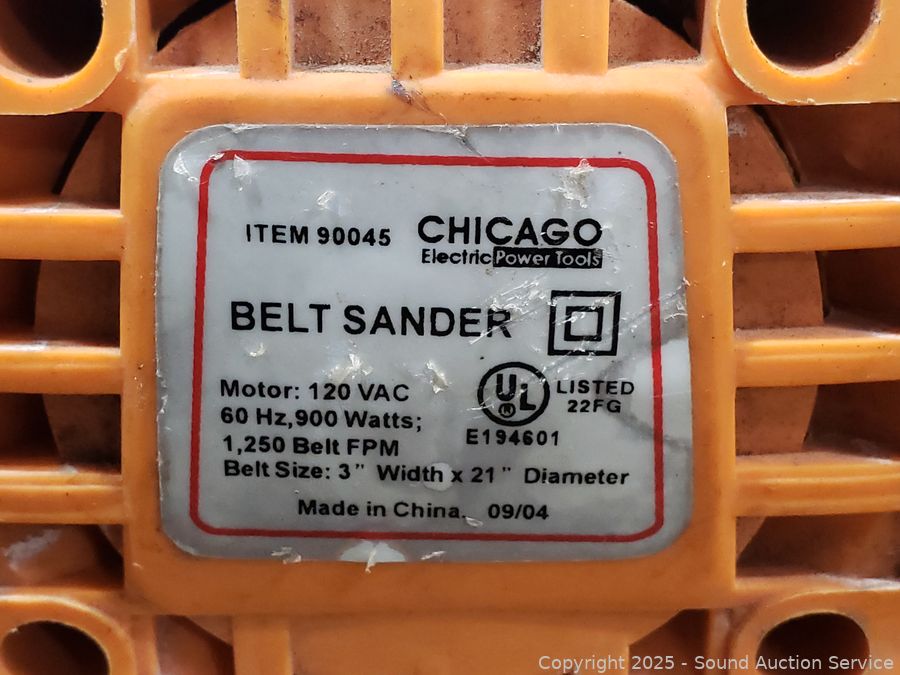 ITEM 90045
CHICAGO
Electric Power Tools
BELT SANDER
Motor: 120 VAC
60 Hz,900 Watts;
1,250 Belt FPM
Belt Size: 3" Width x 21" Diameter
UL
LISTED
22FG
E194601
Made in China. 09/04
Copyright 2025 - Sound Auction Service